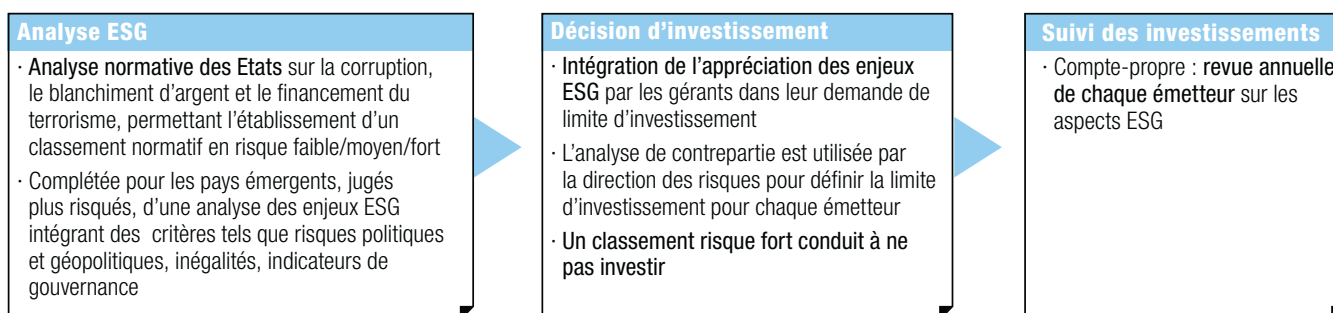 Analyse ESG
· Analyse normative des Etats sur la corruption,
le blanchiment d'argent et le financement du
terrorisme, permettant l'établissement d'un
classement normatif en risque faible/moyen/fort
· Complétée pour les pays émergents, jugés
plus risqués, d'une analyse des enjeux ESG
intégrant des critères tels que risques politiques
et géopolitiques, inégalités, indicateurs de
gouvernance
Décision d'investissement
· Intégration de l'appréciation des enjeux
ESG par les gérants dans leur demande de
limite d'investissement
· L'analyse de contrepartie est utilisée par
la direction des risques pour définir la limite
d'investissement pour chaque émetteur
· Un classement risque fort conduit à ne
pas investir
Suivi des investissements
· Compte-propre : revue annuelle
de chaque émetteur sur les
aspects ESG